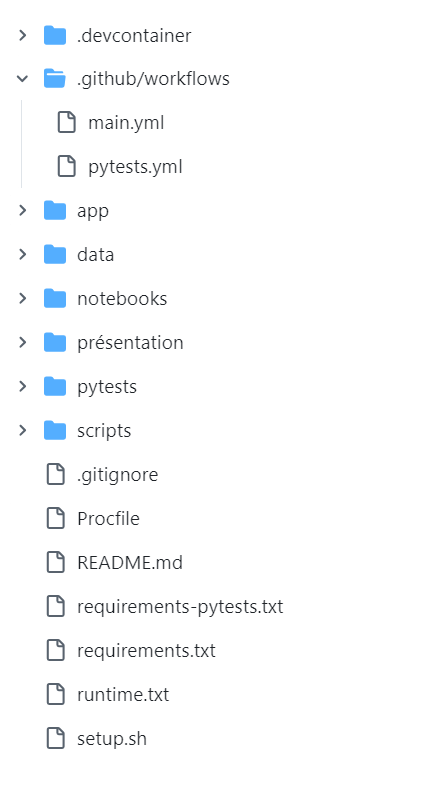 .devcontainer
.github/workflows
main.yml
pytests.yml
app
data
notebooks
présentation
pytests
scripts
.gitignore
Procfile
README.md
requirements-pytests.txt
requirements.txt
runtime.txt
setup.sh